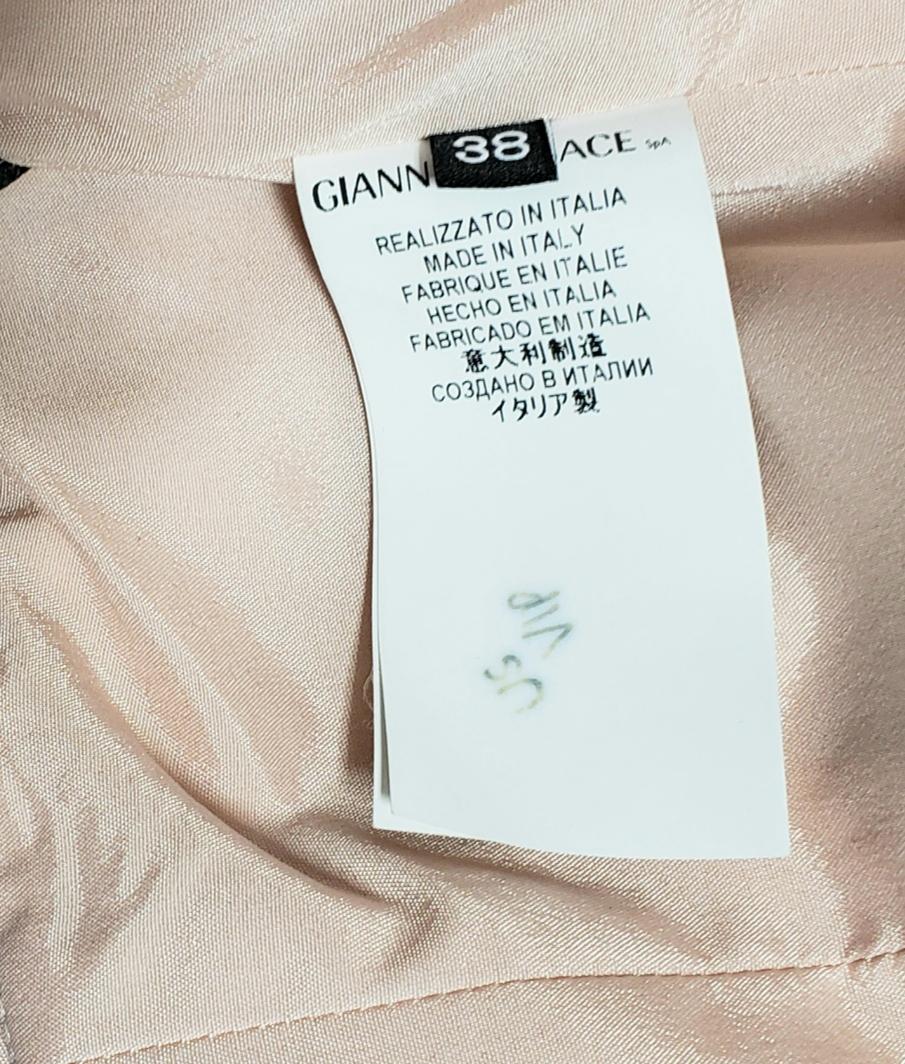 GIANN 38 ACE SpA
REALIZZATO IN ITALIA
MADE IN ITALY
FABRIQUE EN ITALIE
HECHO EN ITALIA
FABRICADO EM ITALIA
意大利制造
СОЗДАНО В ИТАЛИИ
イタリア製